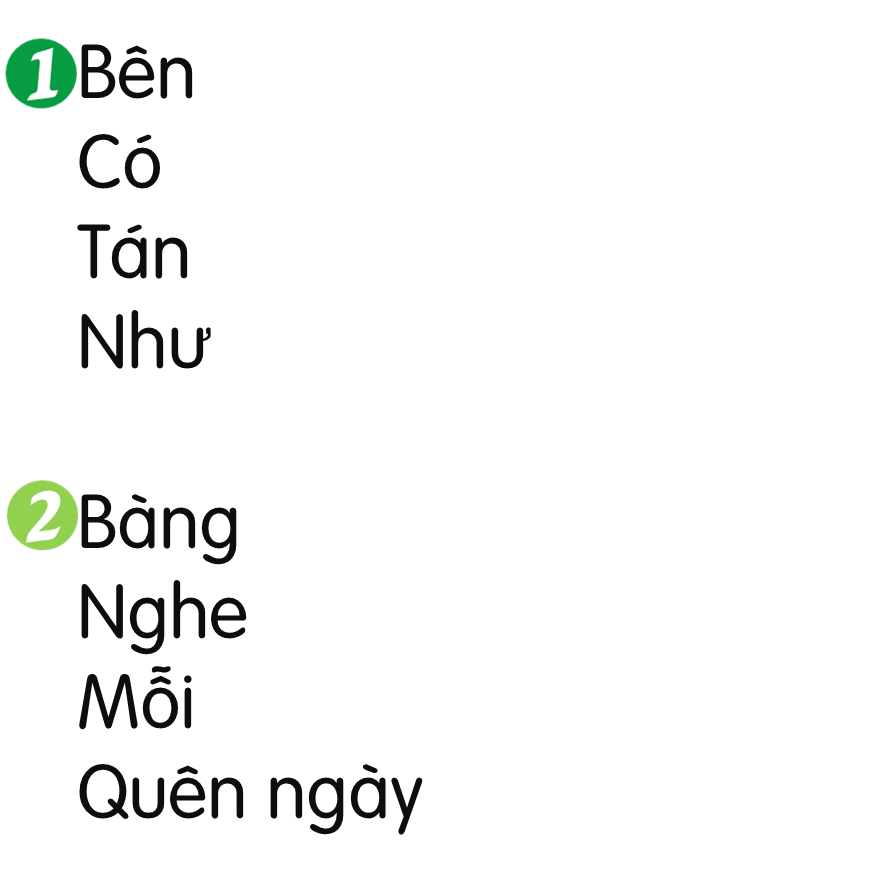 1 Bên
Có
Tán
Như
2 Bàng
Nghe
Mỗi
Quên ngày